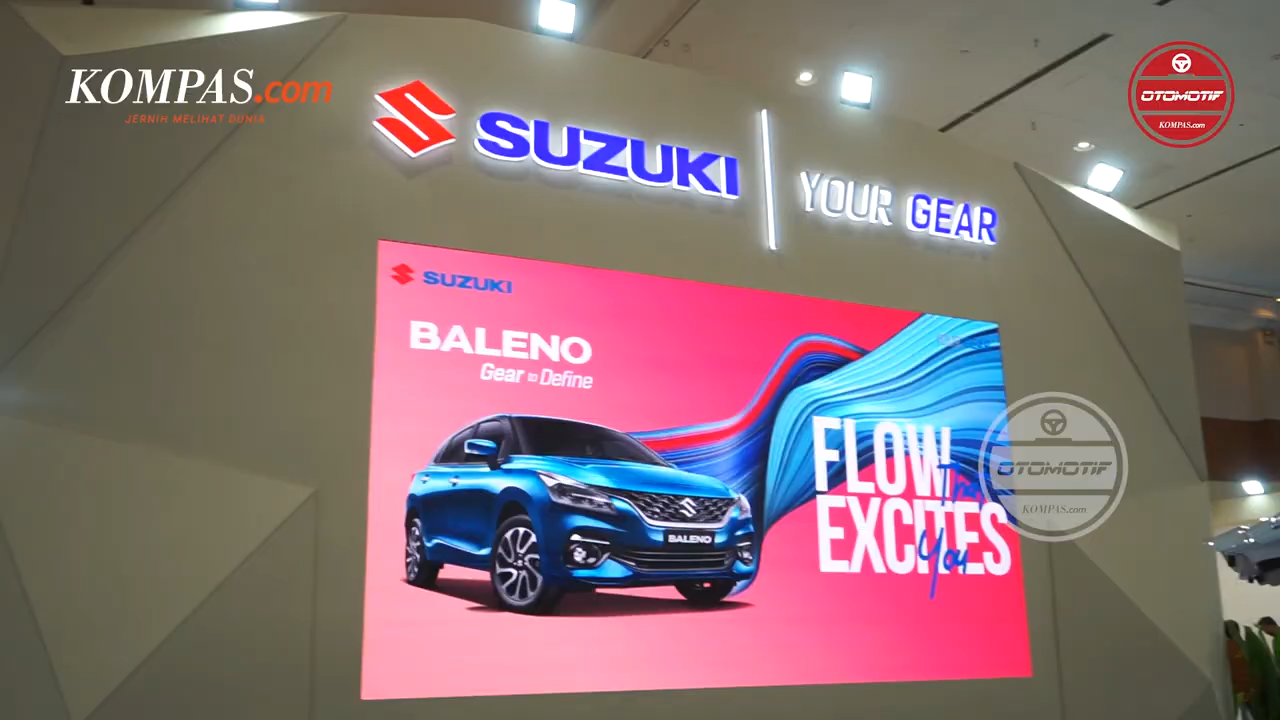 KOMPAS.com
JERNIH MELIHAT DUNIA
OTOMOTIF
KOMPAS.com
SUZUKI
YOUR GEAR
SUZUKI
BALENO
Gear to Define
BALENO
FLOW
That
EXCITES
You
OTOMOTIF
KOMPAS.com